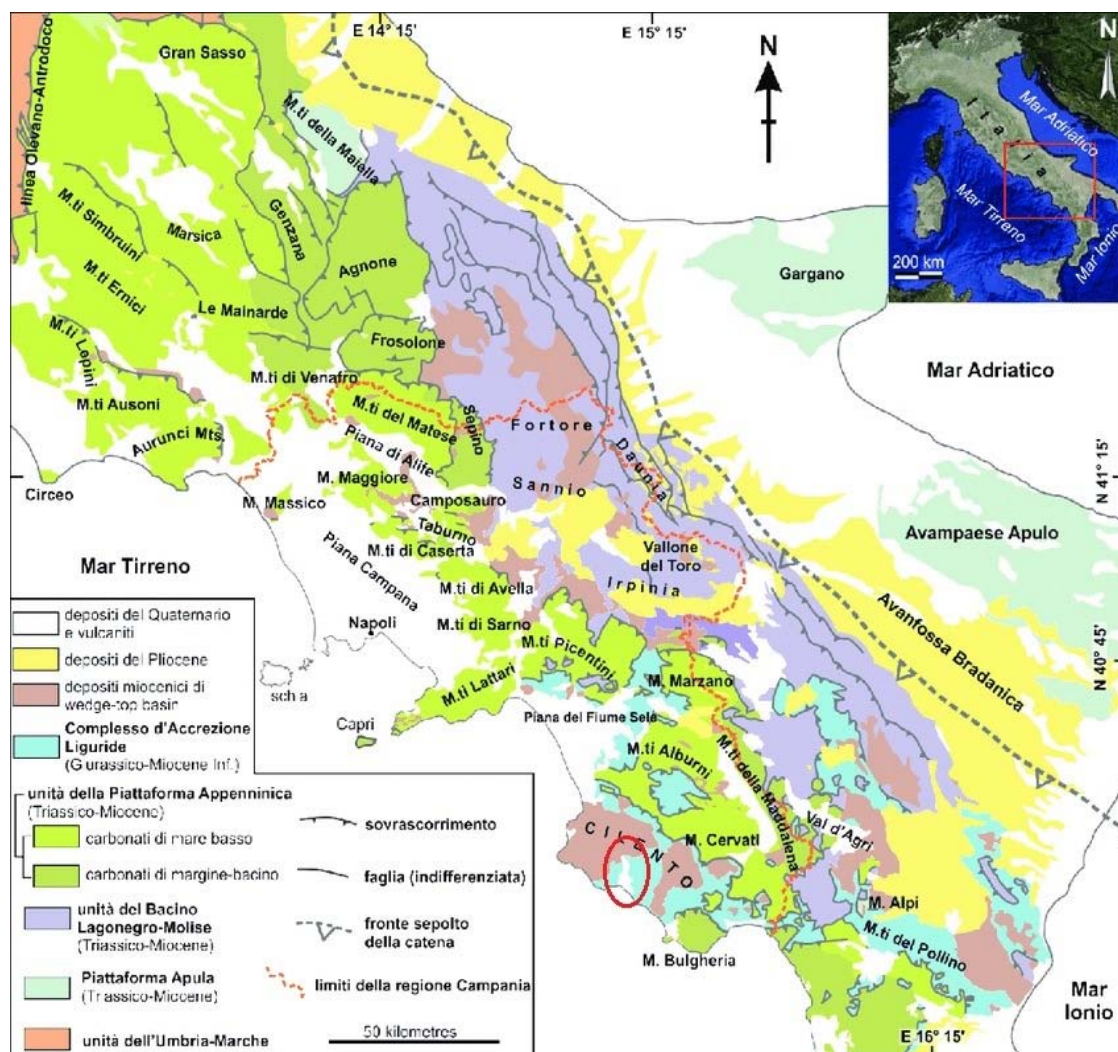 E 14° 15'
E 15° 15'
N
Gran Sasso
linea Olevano-Antrodoco
M.ti della Maiella
M.ti Simbruini
Marsica
Genzana
M.ti Ernici
Agnone
Le Mainarde
Frosolone
M.ti Lepini
M.ti di Venafro
M.ti Ausoni
Aurunci Mts.
M.ti del Matese
Sepino
Fortore
Piana di Alife
Circeo
M. Massico
M. Maggiore
Camposauro
Sannio
Daunia
Taburno
M.ti di Caserta
Piana Campana
Vallone
del Toro
Irpinia
M.ti di Avella
M.ti di Sarno
Napoli
M.ti Picentini
M.ti Lattari
M. Marzano
Capri
sch a
Piana del Fiume Sele
M.ti Alburni
M.ti della Maddalena
CILENTO
M. Cervati
Val d'Agri
M. Alpi
M.ti del Pollino
M. Bulgheria
Gargano
Mar Adriatico
Avampaese Apulo
Avanfossa Bradanica
Mar Tirreno
Mar
Ionio
N 41° 15'
N 40° 45'
E 16° 15'
N
Italia
Mar Adriatico
Mar Tirreno
Mar Ionio
200 km
depositi del Quaternario
e vulcaniti
depositi del Pliocene
depositi miocenici di
wedge-top basin
Complesso d'Accrezione
Liguride
(Giurassico-Miocene Inf.)
unità della Piattaforma Appenninica
(Triassico-Miocene)
carbonati di mare basso
carbonati di margine-bacino
unità del Bacino
Lagonegro-Molise
(Triassico-Miocene)
Piattaforma Apula
(Triassico-Miocene)
unità dell'Umbria-Marche
sovrascorrimento
faglia (indifferenziata)
fronte sepolto
della catena
limiti della regione Campania
50 kilometres